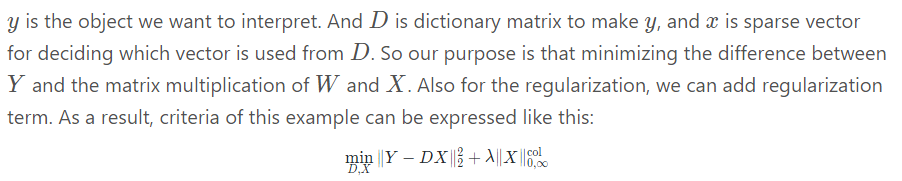 y is the object we want to interpret. And D is dictionary matrix to make y, and x is sparse vector
for deciding which vector is used from D. So our purpose is that minimizing the difference between
Y and the matrix multiplication of W and X. Also for the regularization, we can add regularization
term. As a result, criteria of this example can be expressed like this:
min_{D,X} ‖Y − DX‖_2^2 + λ‖X‖_{0,∞}^{col}